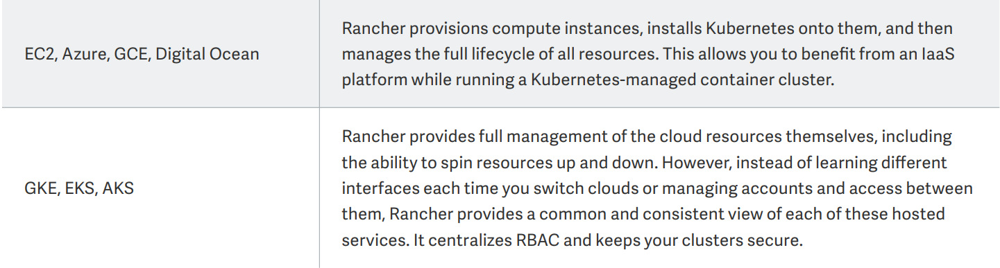 EC2, Azure, GCE, Digital Ocean
Rancher provisions compute instances, installs Kubernetes onto them, and then
manages the full lifecycle of all resources. This allows you to benefit from an IaaS
platform while running a Kubernetes-managed container cluster.
GKE, EKS, AKS
Rancher provides full management of the cloud resources themselves, including
the ability to spin resources up and down. However, instead of learning different
interfaces each time you switch clouds or managing accounts and access between
them, Rancher provides a common and consistent view of each of these hosted
services. It centralizes RBAC and keeps your clusters secure.